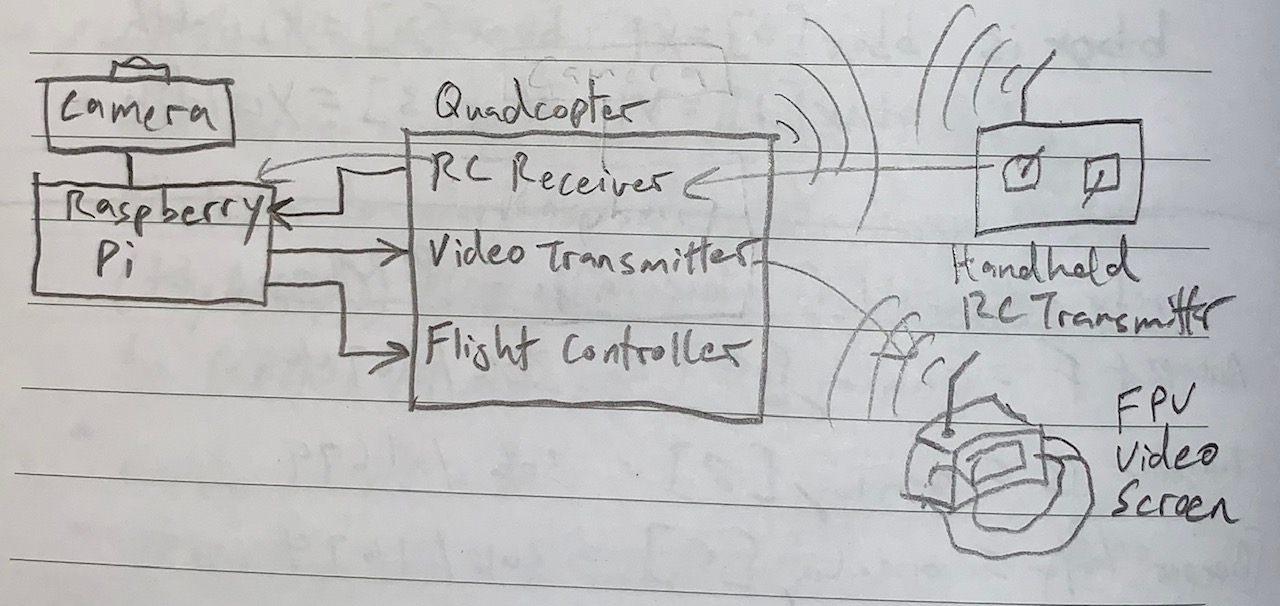 Camera
Quadcopter
RC Receiver
Raspberry
Pi
Video Transmitter
Handheld
RC Transmitter
Flight Controller
FPV
Video
Screen